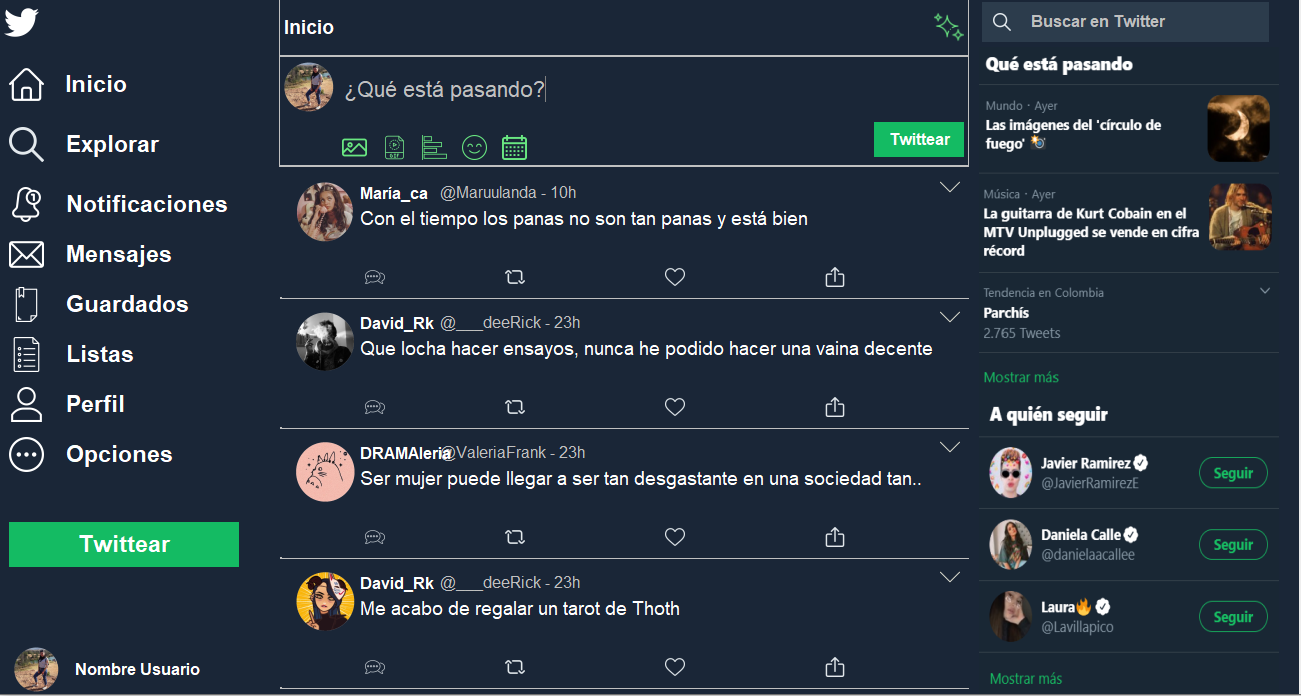 Inicio
Explorar
Notificaciones
Mensajes
Guardados
Listas
Perfil
Opciones
Twittear
Nombre Usuario
Inicio
¿Qué está pasando?
GIF
Twittear
María_ca @Maruulanda - 10h
Con el tiempo los panas no son tan panas y está bien
David_Rk @___deeRick - 23h
Que locha hacer ensayos, nunca he podido hacer una vaina decente
DRAMAleria @ValeriaFrank - 23h
Ser mujer puede llegar a ser tan desgastante en una sociedad tan..
David_Rk @___deeRick - 23h
Me acabo de regalar un tarot de Thoth
Buscar en Twitter
Qué está pasando
Mundo · Ayer
Las imágenes del 'círculo de
fuego' 📸
Música · Ayer
La guitarra de Kurt Cobain en el
MTV Unplugged se vende en cifra
récord
Tendencia en Colombia
Parchís
2.765 Tweets
Mostrar más
A quién seguir
Javier Ramirez
@JavierRamirezE
Seguir
Daniela Calle
@danielaacallee
Seguir
Laura🔥
@Lavillapico
Seguir
Mostrar más